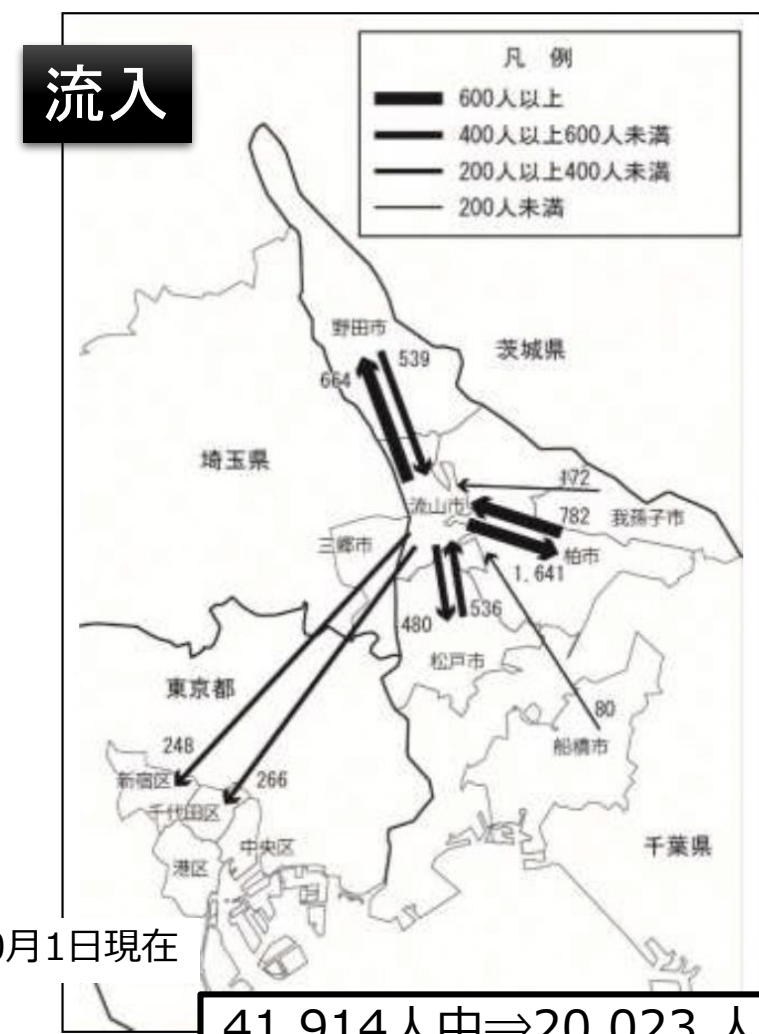 流入
凡 例
600人以上
400人以上600人未満
200人以上400人未満
200人未満
野田市
539
茨城県
664
埼玉県
172
流山市
782
我孫子市
三郷市
柏市
1,641
480
536
松戸市
東京都
80
248
船橋市
新宿区
266
千代田区
中央区
千葉県
港区
月1日現在
41,914人中⇒20,023 人